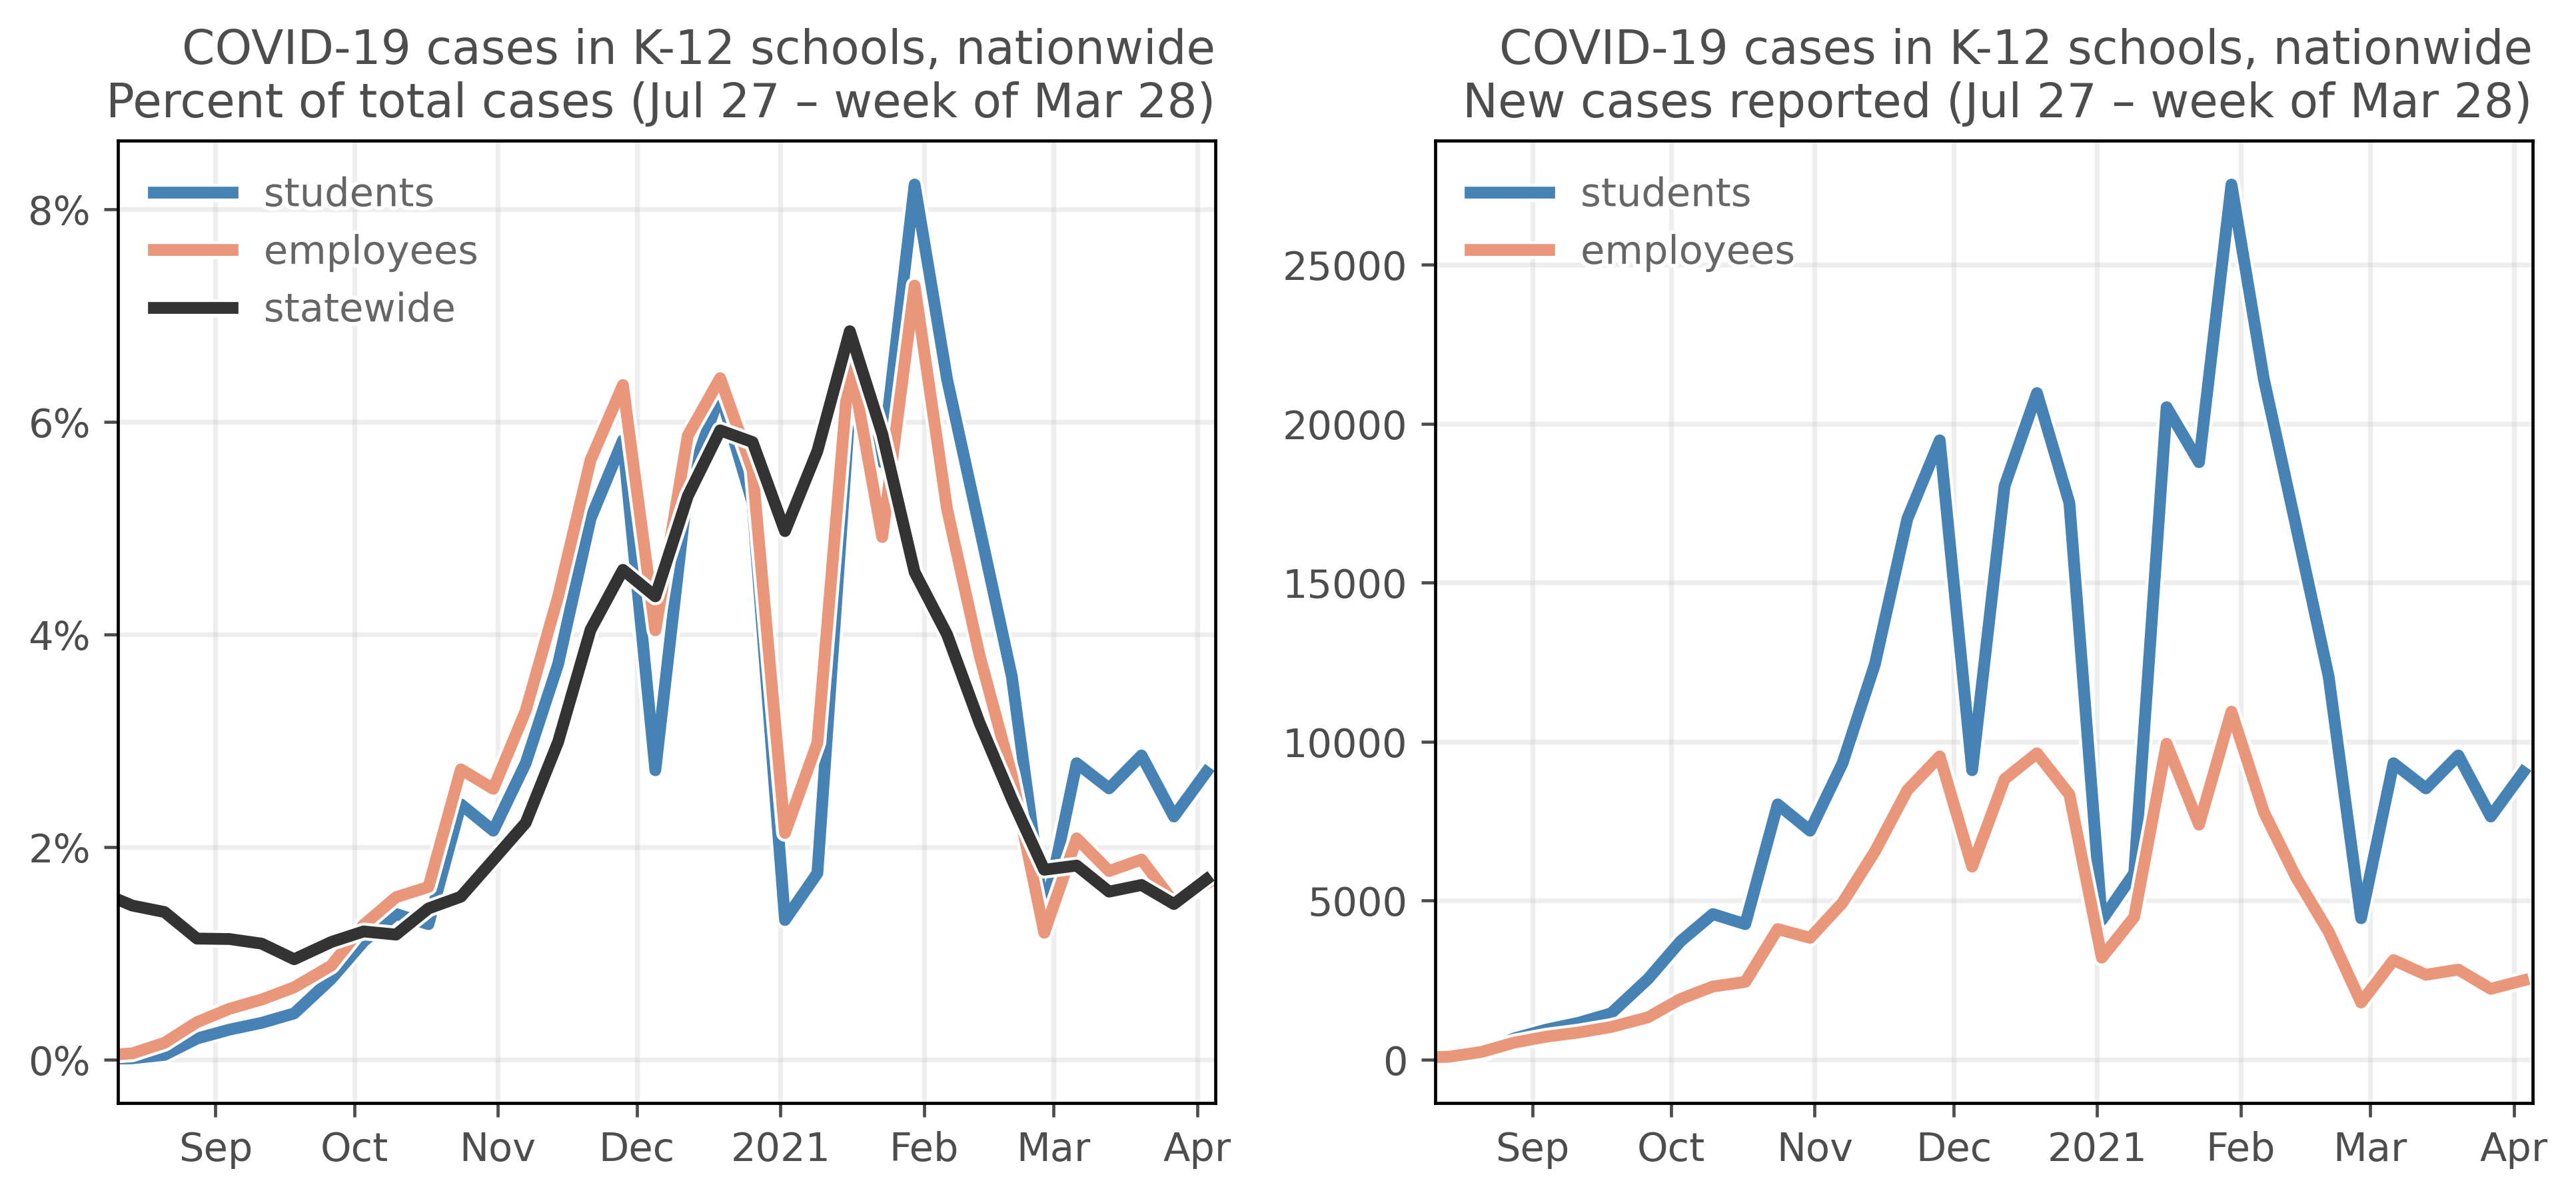 COVID-19 cases in K-12 schools, nationwide
Percent of total cases (Jul 27 – week of Mar 28)
students
employees
statewide
8%
6%
4%
2%
0%
Sep Oct Nov Dec 2021 Feb Mar Apr
COVID-19 cases in K-12 schools, nationwide
New cases reported (Jul 27 – week of Mar 28)
students
employees
25000
20000
15000
10000
5000
0
Sep Oct Nov Dec 2021 Feb Mar Apr